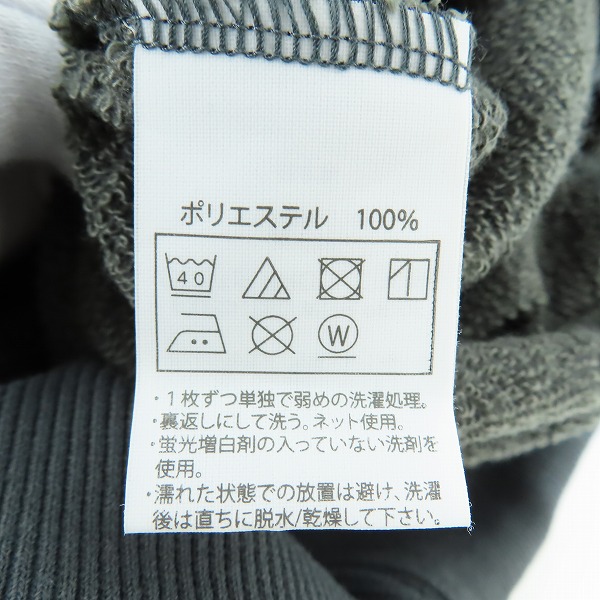 ポリエステル 100%
40
W
・1枚ずつ単独で弱めの洗濯処理。
・裏返しにして洗う。ネット使用。
・蛍光増白剤の入っていない洗剤を
使用。
・濡れた状態での放置は避け、洗濯
後は直ちに脱水/乾燥して下さい。